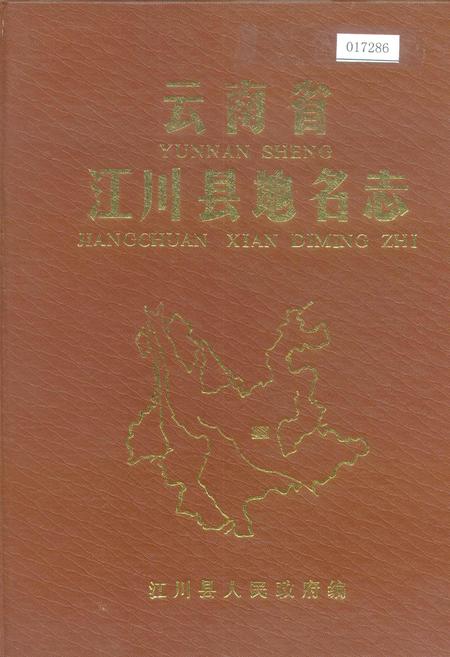 017286
云南省
YUNNAN SHENG
江川县地名志
JIANGCHUAN XIAN DIMING ZHI
江川县人民政府编